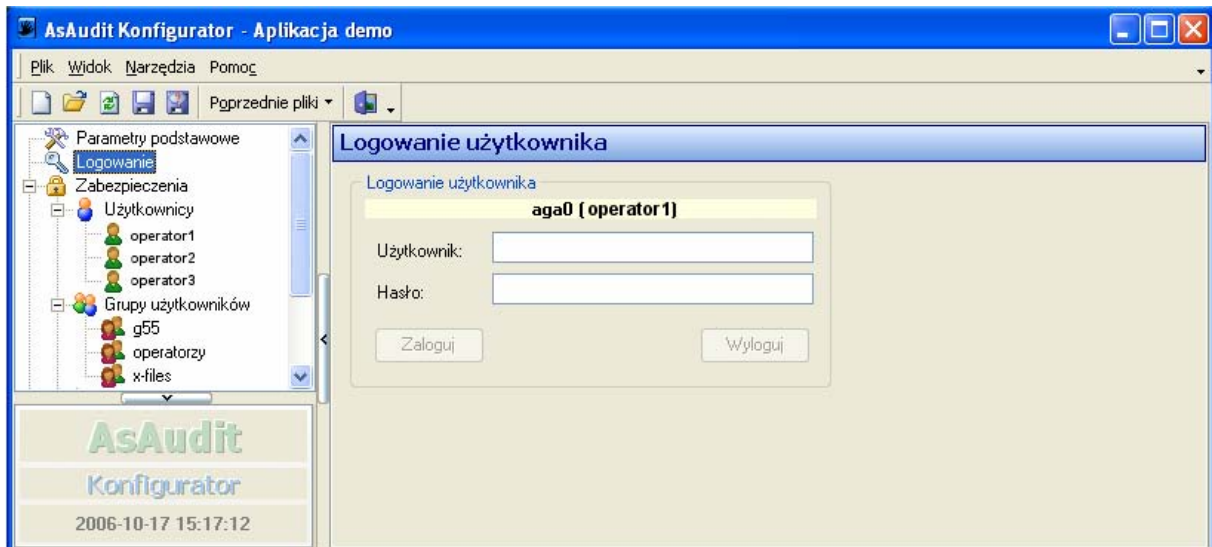 AsAudit Konfigurator - Aplikacja demo
Plik Widok Narzędzia Pomoc
Poprzednie pliki
Parametry podstawowe
Logowanie
Zabezpieczenia
Użytkownicy
operator1
operator2
operator3
Grupy użytkowników
g55
operatorzy
x-files
AsAudit
Konfigurator
2006-10-17 15:17:12
Logowanie użytkownika
Logowanie użytkownika
aga0 ( operator1)
Użytkownik:
Hasło:
Zaloguj Wyloguj